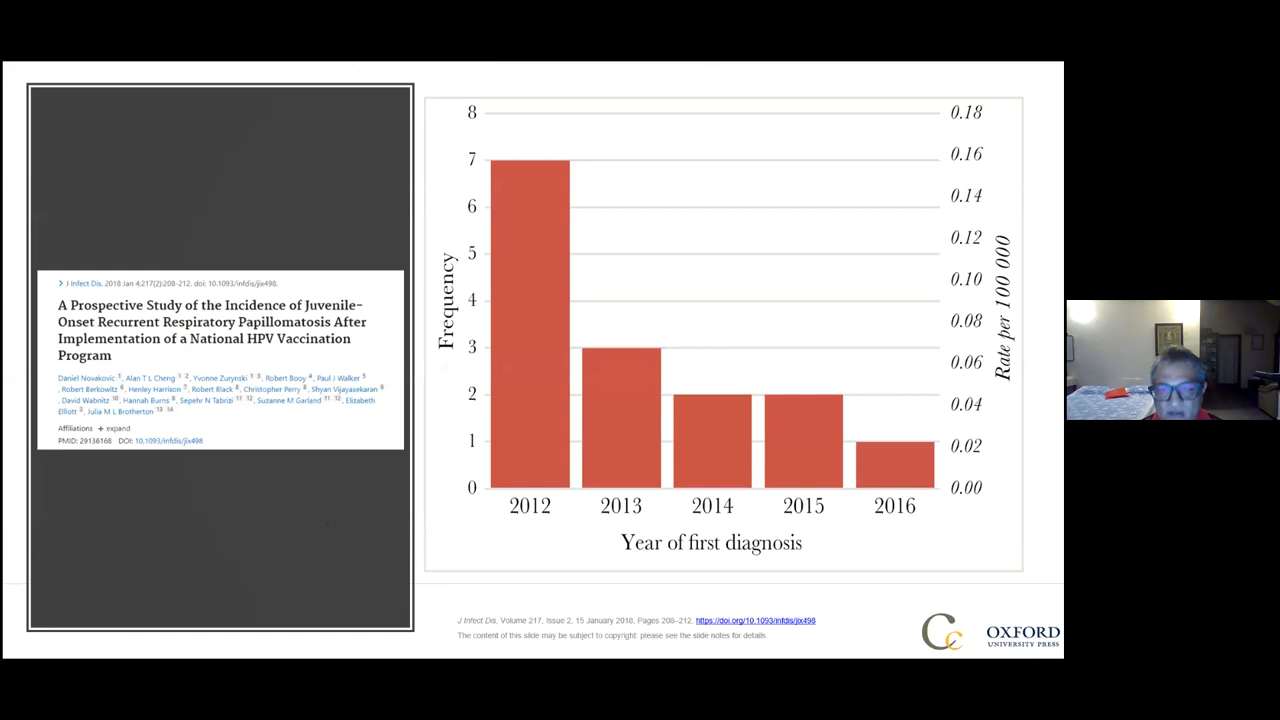 J Infect Dis. 2018 Jan 4;217(2):208-212. doi: 10.1093/infdis/jix498.
A Prospective Study of the Incidence of Juvenile-
Onset Recurrent Respiratory Papillomatosis After
Implementation of a National HPV Vaccination
Program
Daniel Novakovic 1, Alan T L Cheng 1 2, Yvonne Zurynski 1 3, Robert Booy 4, Paul J Walker 5
, Robert Berkowitz 6, Henley Harrison 7, Robert Black 8, Christopher Perry 8, Shyan Vijayasekaran 9
, David Wabnitz 10, Hannah Burns 8, Sepehr N Tabrizi 11 12, Suzanne M Garland 11 12, Elizabeth
Elliott 3, Julia M L Brotherton 13 14
Affiliations + expand
PMID: 29136168 DOI: 10.1093/infdis/jix498
Frequency
8
7
6
5
4
3
2
1
0
2012 2013 2014 2015 2016
Year of first diagnosis
0.18
0.16
0.14
0.12
0.10
0.08
0.06
0.04
0.02
0.00
Rate per 100 000
J Infect Dis, Volume 217, Issue 2, 15 January 2018, Pages 208–212, https://doi.org/10.1093/infdis/jix498
The content of this slide may be subject to copyright: please see the slide notes for details.
Cc
OXFORD
UNIVERSITY PRESS